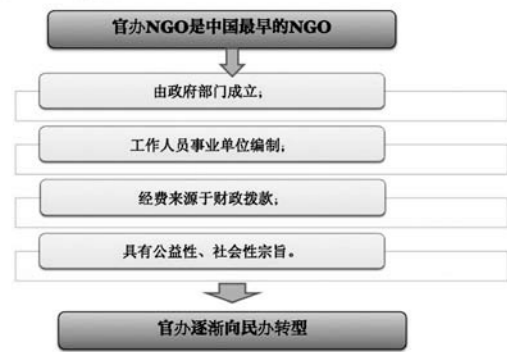 官办NGO是中国最早的NGO
由政府部门成立；
工作人员事业单位编制；
经费来源于财政拨款；
具有公益性、社会性宗旨。
官办逐渐向民办转型